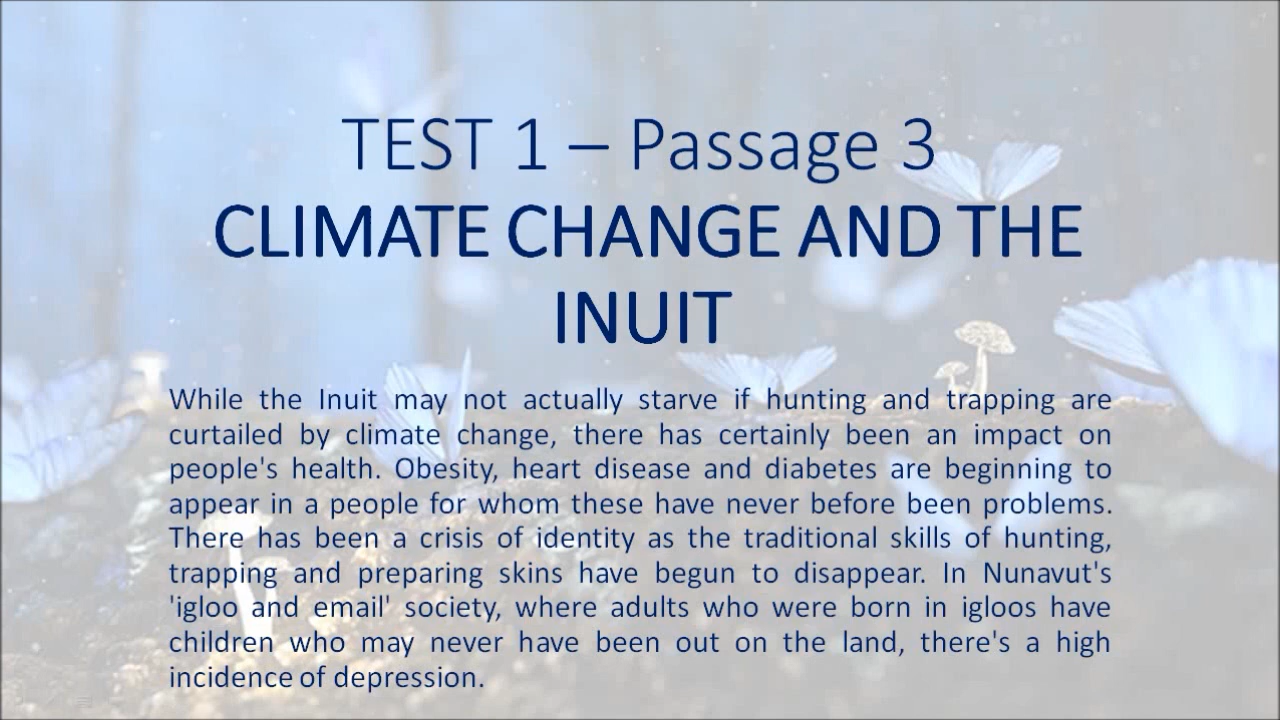 TEST 1 – Passage 3
CLIMATE CHANGE AND THE
INUIT
While the Inuit may not actually starve if hunting and trapping are
curtailed by climate change, there has certainly been an impact on
people's health. Obesity, heart disease and diabetes are beginning to
appear in a people for whom these have never before been problems.
There has been a crisis of identity as the traditional skills of hunting,
trapping and preparing skins have begun to disappear. In Nunavut's
'igloo and email' society, where adults who were born in igloos have
children who may never have been out on the land, there's a high
incidence of depression.